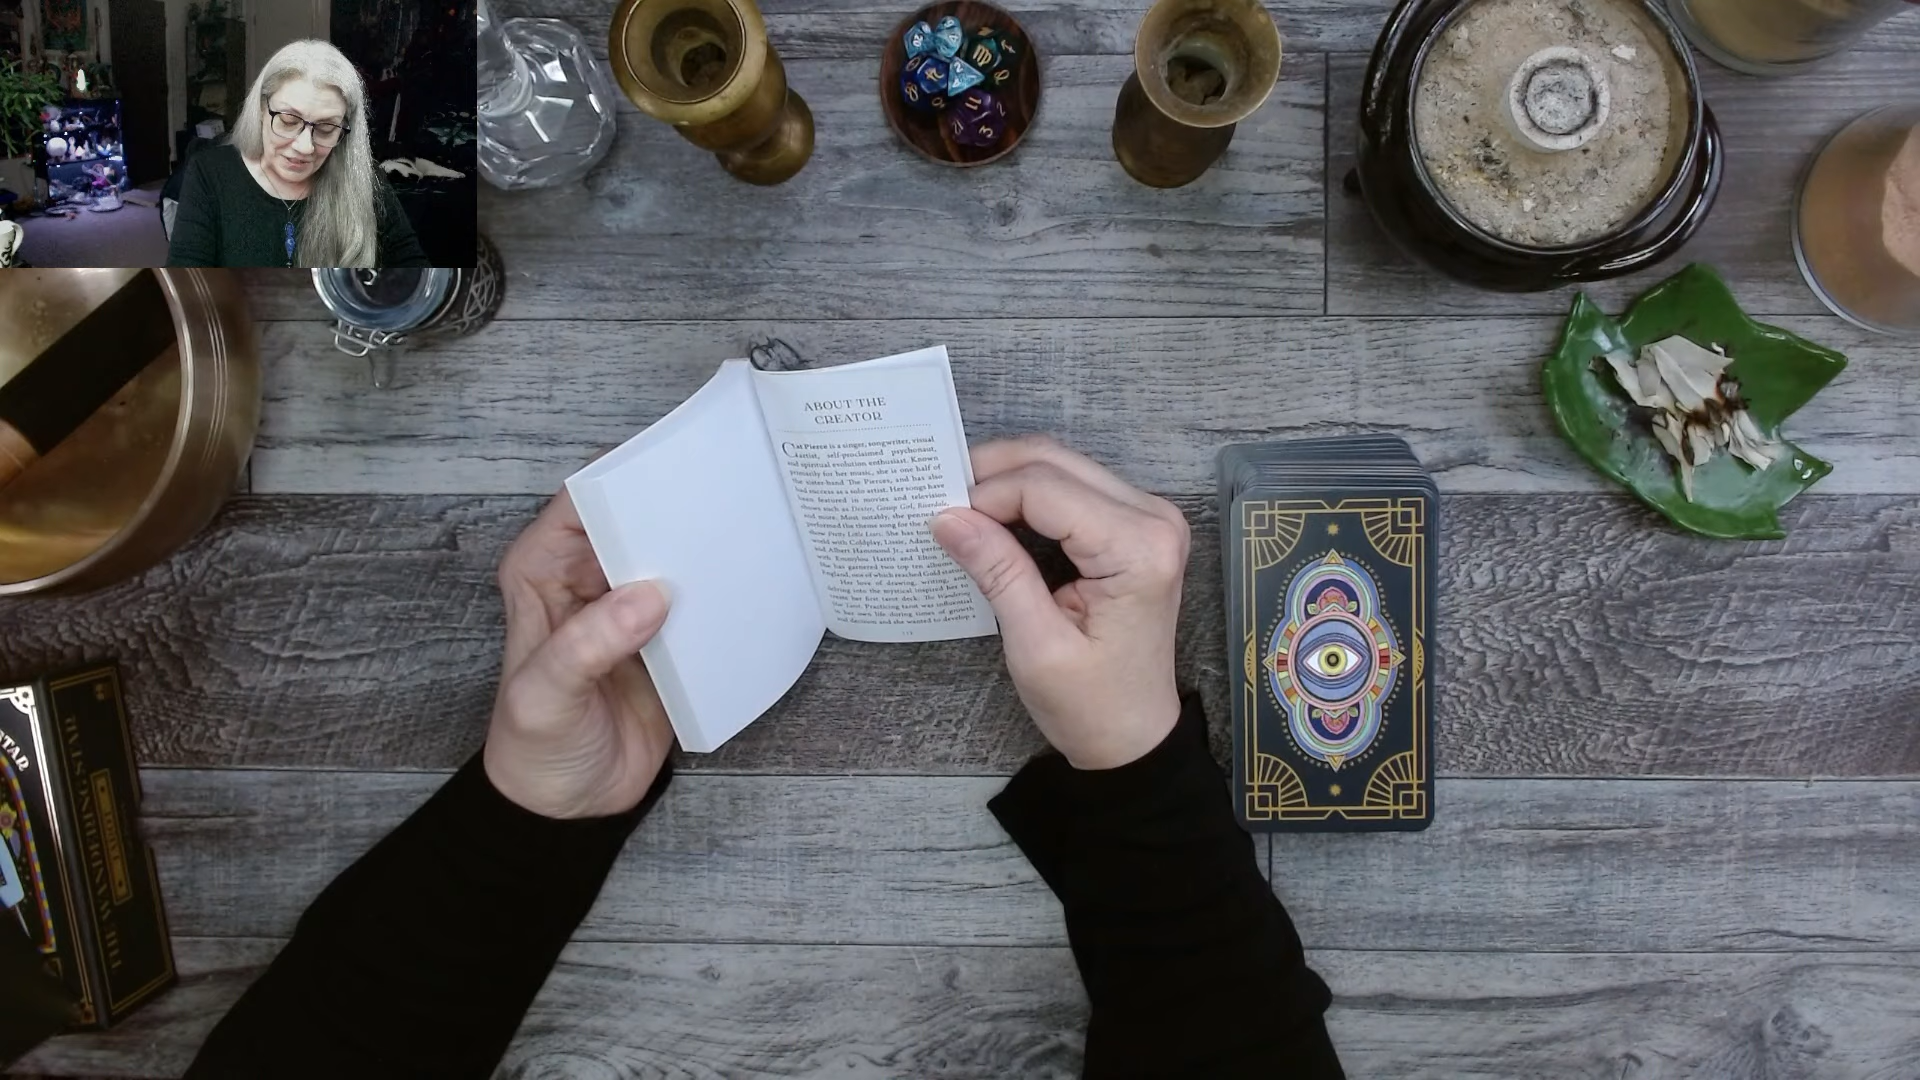 ABOUT THE
CREATOR
Cat Pierce is a singer, songwriter, visual
artist, self-proclaimed psychonaut,
and spiritual evolution enthusiast. Known
primarily for her music, she is one half of
the sister-band The Pierces, and has also
had success as a solo artist. Her songs have
been featured in movies and television
shows such as Dexter, Gossip Girl, Riverdale,
and more. Most notably, she penned
performed the theme song for the
show Pretty Little Liars. She has
world with Coldplay, Lissie, Adam
and Albert Hammond Jr., and
with Emmylou Harris and Elton
She has garnered two top ten albums
England, one of which reached Gold
Her love of drawing, writing, and
delving into the mystical inspired her to
create her first tarot deck, The Wandering
Star Tarot. Practicing tarot was influential
in her own life during times of growth
and decision and she wanted to develop a
THE WANDERING STAR
TAROT
STAR